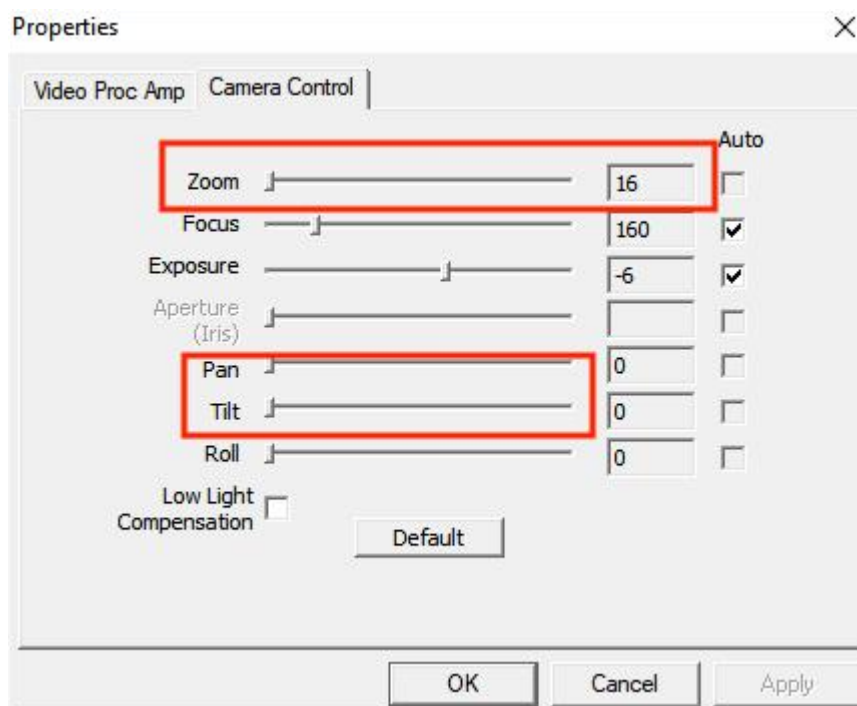 Properties
Video Proc Amp Camera Control
Auto
Zoom 16
Focus 160
Exposure -6
Aperture
(Iris)
Pan 0
Tilt 0
Roll 0
Low Light
Compensation
Default
OK Cancel Apply